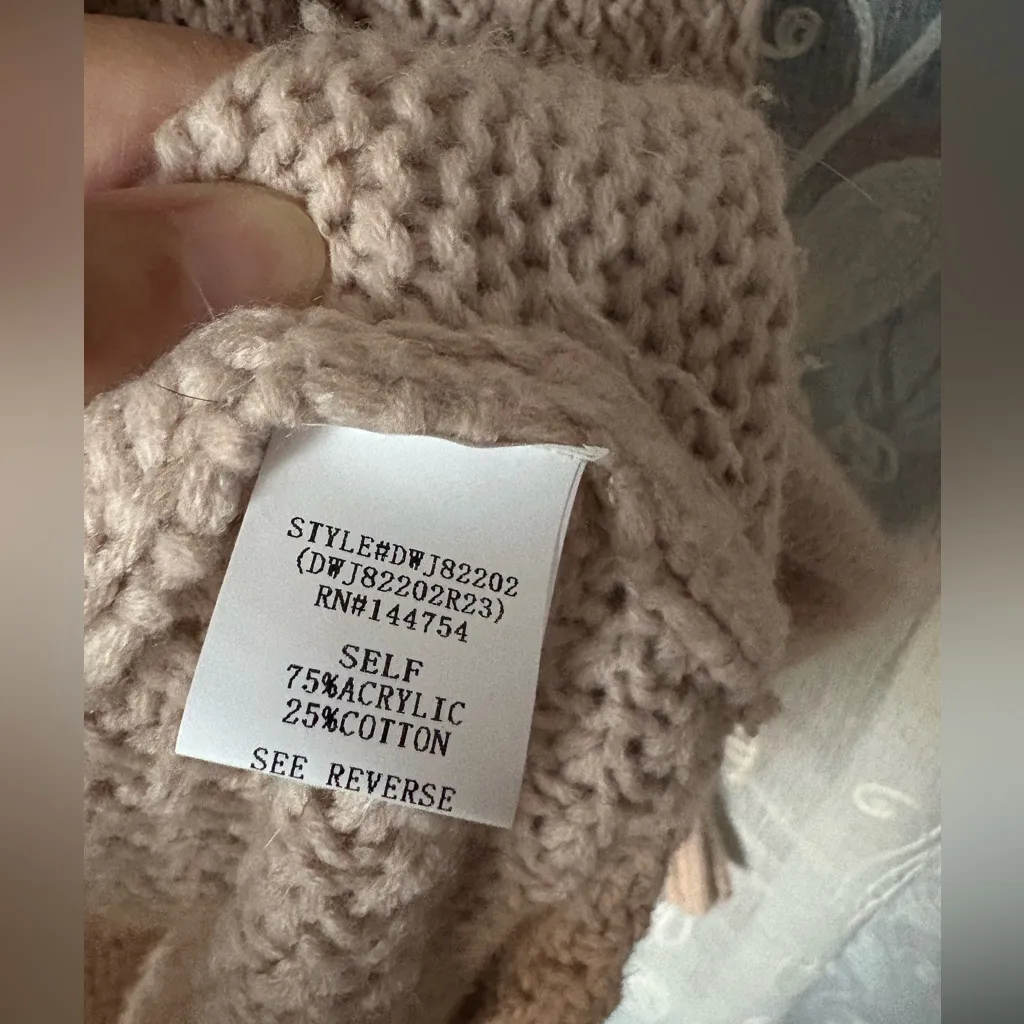 STYLE#DWJ82202
(DWJ82202R23)
RN#144754
SELF
75%ACRYLIC
25%COTTON
SEE REVERSE